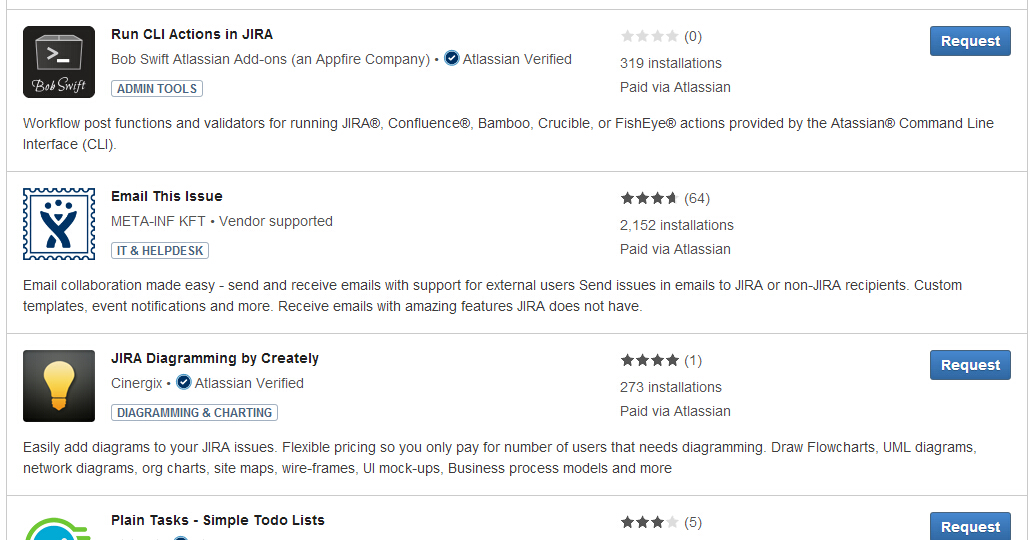 Run CLI Actions in JIRA
(0)
Request
Bob Swift Atlassian Add-ons (an Appfire Company) • Atlassian Verified
319 installations
ADMIN TOOLS
Paid via Atlassian
>_
Bob Swift
Workflow post functions and validators for running JIRA®, Confluence®, Bamboo, Crucible, or FishEye® actions provided by the Atassian® Command Line
Interface (CLI).
Email This Issue
(64)
META-INF KFT • Vendor supported
2,152 installations
IT & HELPDESK
Paid via Atlassian
Email collaboration made easy - send and receive emails with support for external users Send issues in emails to JIRA or non-JIRA recipients. Custom
templates, event notifications and more. Receive emails with amazing features JIRA does not have.
JIRA Diagramming by Creately
(1)
Request
Cinergix • Atlassian Verified
273 installations
DIAGRAMMING & CHARTING
Paid via Atlassian
Easily add diagrams to your JIRA issues. Flexible pricing so you only pay for number of users that needs diagramming. Draw Flowcharts, UML diagrams,
network diagrams, org charts, site maps, wire-frames, UI mock-ups, Business process models and more
Plain Tasks - Simple Todo Lists
(5)
Request